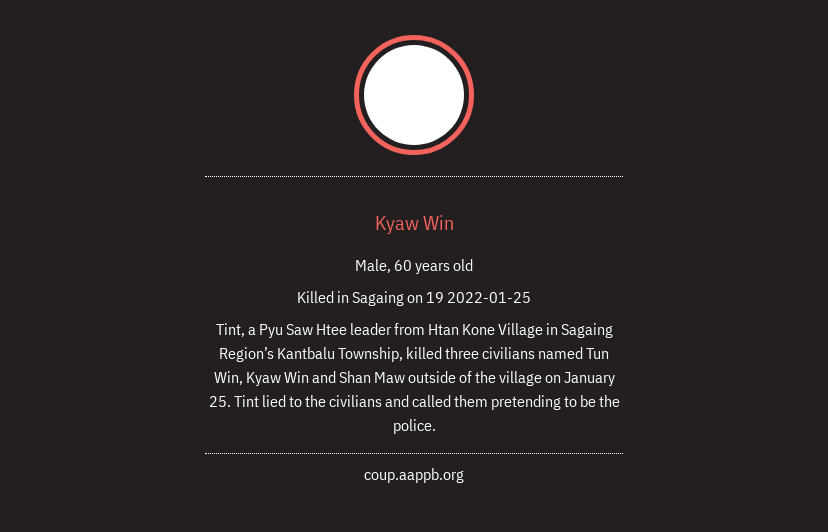 Kyaw Win
Male, 60 years old
Killed in Sagaing on 19 2022-01-25
Tint, a Pyu Saw Htee leader from Htan Kone Village in Sagaing
Region’s Kantbalu Township, killed three civilians named Tun
Win, Kyaw Win and Shan Maw outside of the village on January
25. Tint lied to the civilians and called them pretending to be the
police.
coup.aappb.org